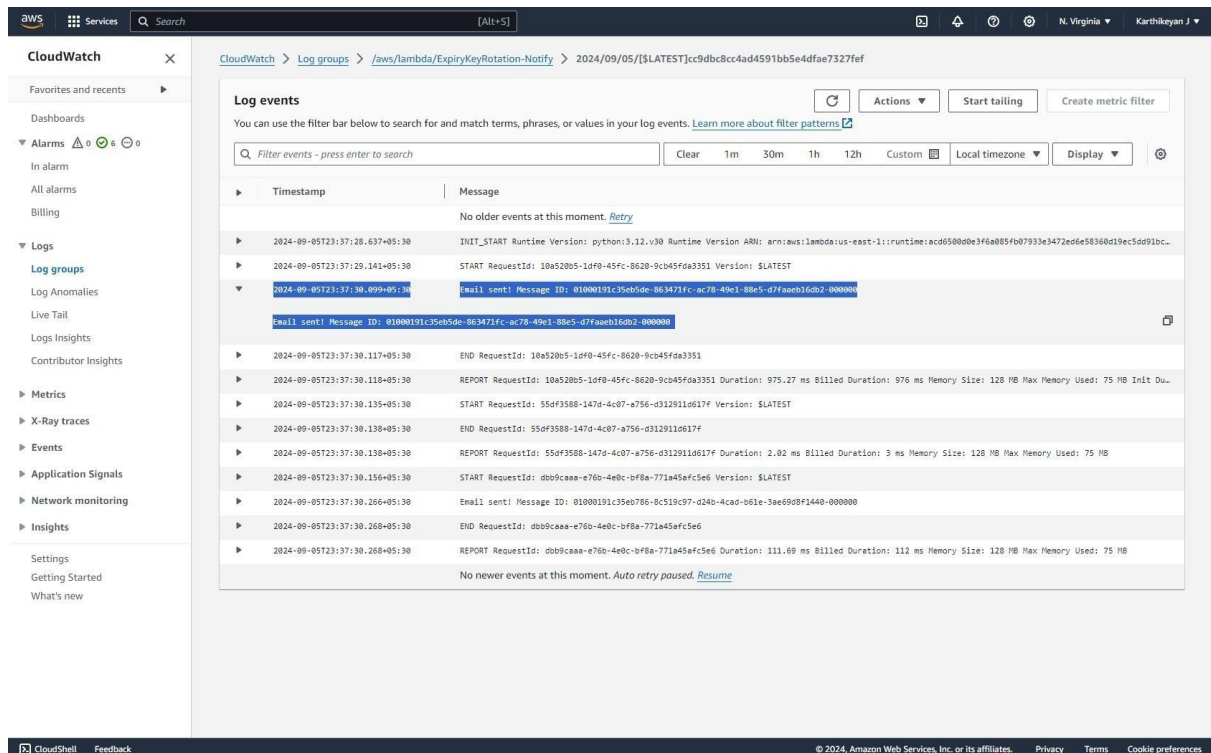 aws Services Search [Alt+S] N. Virginia ▼ Karthikeyan J ▼
CloudWatch
Favorites and recents
Dashboards
Alarms 0 6 0
In alarm
All alarms
Billing
Logs
Log groups
Log Anomalies
Live Tail
Logs Insights
Contributor Insights
Metrics
X-Ray traces
Events
Application Signals
Network monitoring
Insights
Settings
Getting Started
What's new
CloudWatch > Log groups > /aws/lambda/ExpiryKeyRotation-Notify > 2024/09/05/[$LATEST]cc9dbc8cc4ad4591bb5e4dfae7327fef
Log events
Actions ▼ Start tailing Create metric filter
You can use the filter bar below to search for and match terms, phrases, or values in your log events. Learn more about filter patterns
Filter events - press enter to search Clear 1m 30m 1h 12h Custom Local timezone ▼ Display ▼
Timestamp Message
No older events at this moment. Retry
2024-09-05T23:37:28.637+05:30 INIT_START Runtime Version: python:3.12.v30 Runtime Version ARN: arn:aws:lambda:us-east-1::runtime:acd6500d0e3f6a085fb07933e3472ed6e58360d19ec5dd91bc…
2024-09-05T23:37:29.141+05:30 START RequestId: 10a520b5-1df0-45fc-8620-9cb45fda3351 Version: $LATEST
2024-09-05T23:37:30.099+05:30 Email sent! Message ID: 01000191c35eb5de-863471fc-ac78-49e1-88e5-d7faaeb16db2-000000
Email sent! Message ID: 01000191c35eb5de-863471fc-ac78-49e1-88e5-d7faaeb16db2-000000
2024-09-05T23:37:30.117+05:30 END RequestId: 10a520b5-1df0-45fc-8620-9cb45fda3351
2024-09-05T23:37:30.118+05:30 REPORT RequestId: 10a520b5-1df0-45fc-8620-9cb45fda3351 Duration: 975.27 ms Billed Duration: 976 ms Memory Size: 128 MB Max Memory Used: 75 MB Init Du…
2024-09-05T23:37:30.135+05:30 START RequestId: 55df3588-147d-4c07-a756-d312911d617f Version: $LATEST
2024-09-05T23:37:30.138+05:30 END RequestId: 55df3588-147d-4c07-a756-d312911d617f
2024-09-05T23:37:30.138+05:30 REPORT RequestId: 55df3588-147d-4c07-a756-d312911d617f Duration: 2.02 ms Billed Duration: 3 ms Memory Size: 128 MB Max Memory Used: 75 MB
2024-09-05T23:37:30.156+05:30 START RequestId: dbb9caaa-e76b-4e0c-bf8a-771a45afc5e6 Version: $LATEST
2024-09-05T23:37:30.266+05:30 Email sent! Message ID: 01000191c35eb786-8c519c97-d24b-4cad-b61e-3ae69d8f1440-000000
2024-09-05T23:37:30.268+05:30 END RequestId: dbb9caaa-e76b-4e0c-bf8a-771a45afc5e6
2024-09-05T23:37:30.268+05:30 REPORT RequestId: dbb9caaa-e76b-4e0c-bf8a-771a45afc5e6 Duration: 111.69 ms Billed Duration: 112 ms Memory Size: 128 MB Max Memory Used: 75 MB
No newer events at this moment. Auto retry paused. Resume
CloudShell Feedback © 2024, Amazon Web Services, Inc. or its affiliates. Privacy Terms Cookie preferences